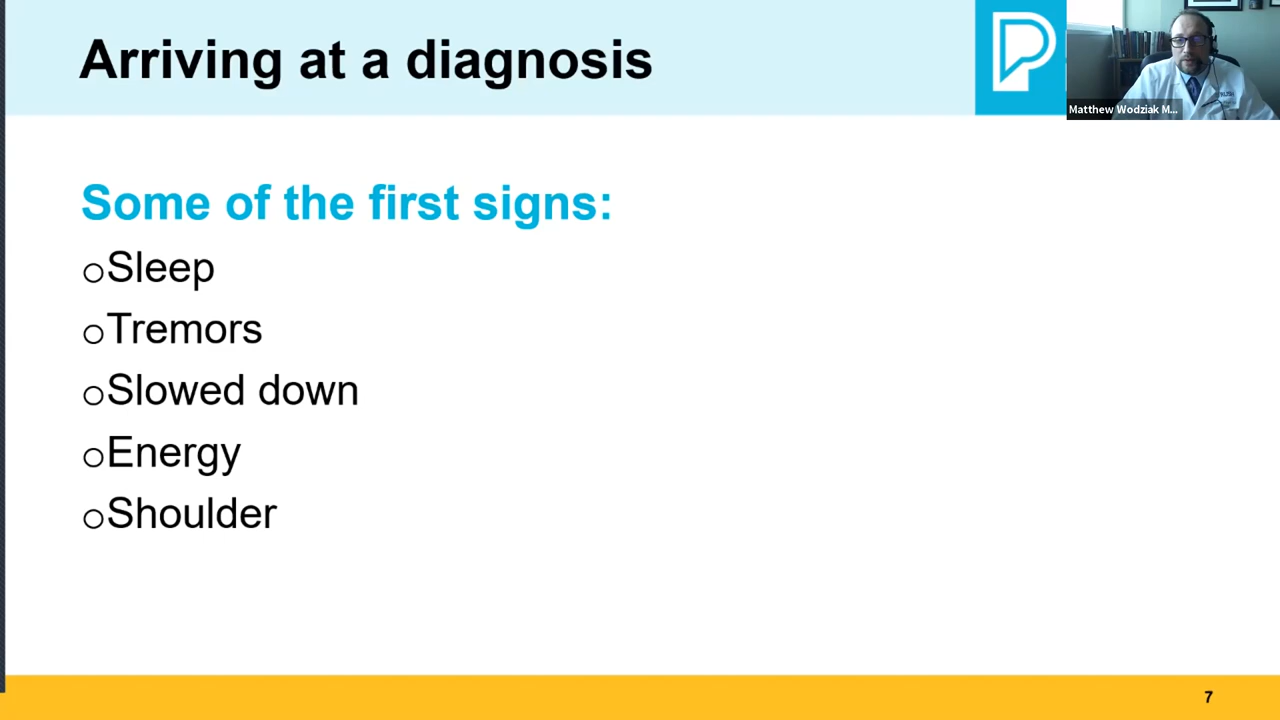 Arriving at a diagnosis
Matthew Wodziak M...
Some of the first signs:
oSleep
oTremors
oSlowed down
oEnergy
oShoulder
7